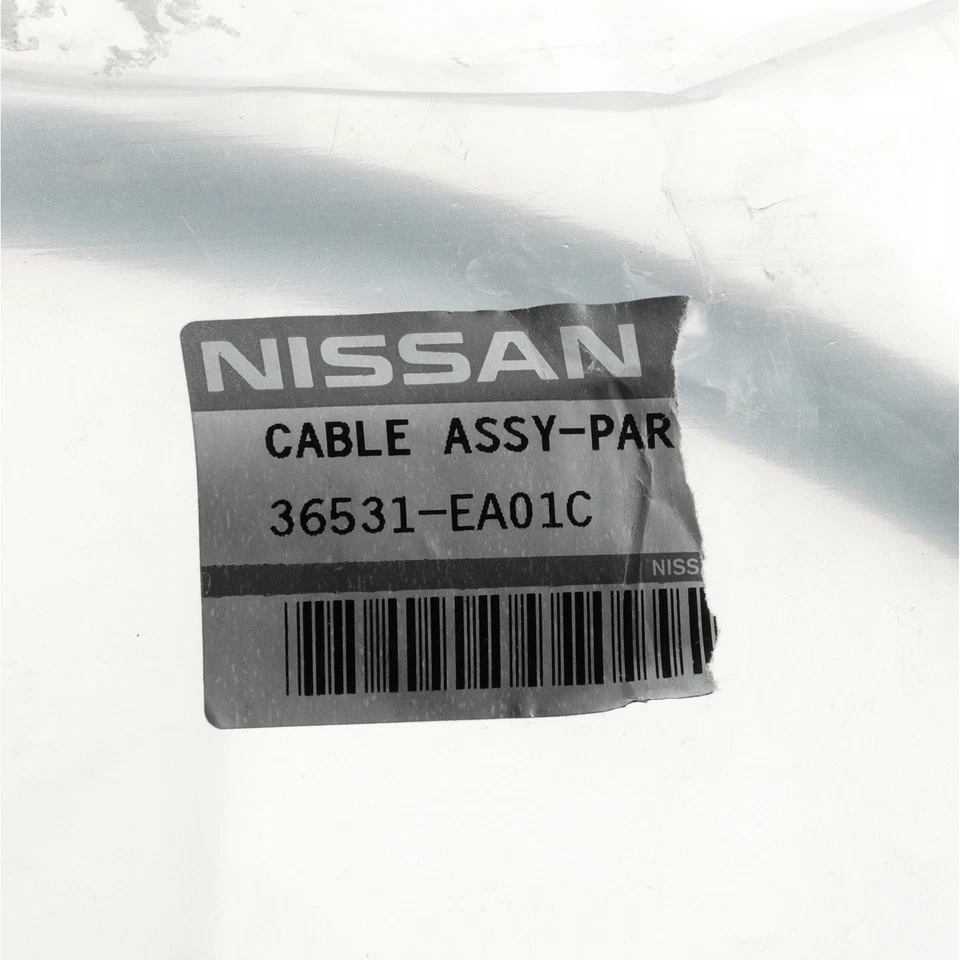 NISSAN
CABLE ASSY-PAR
36531-EA01C
NISS